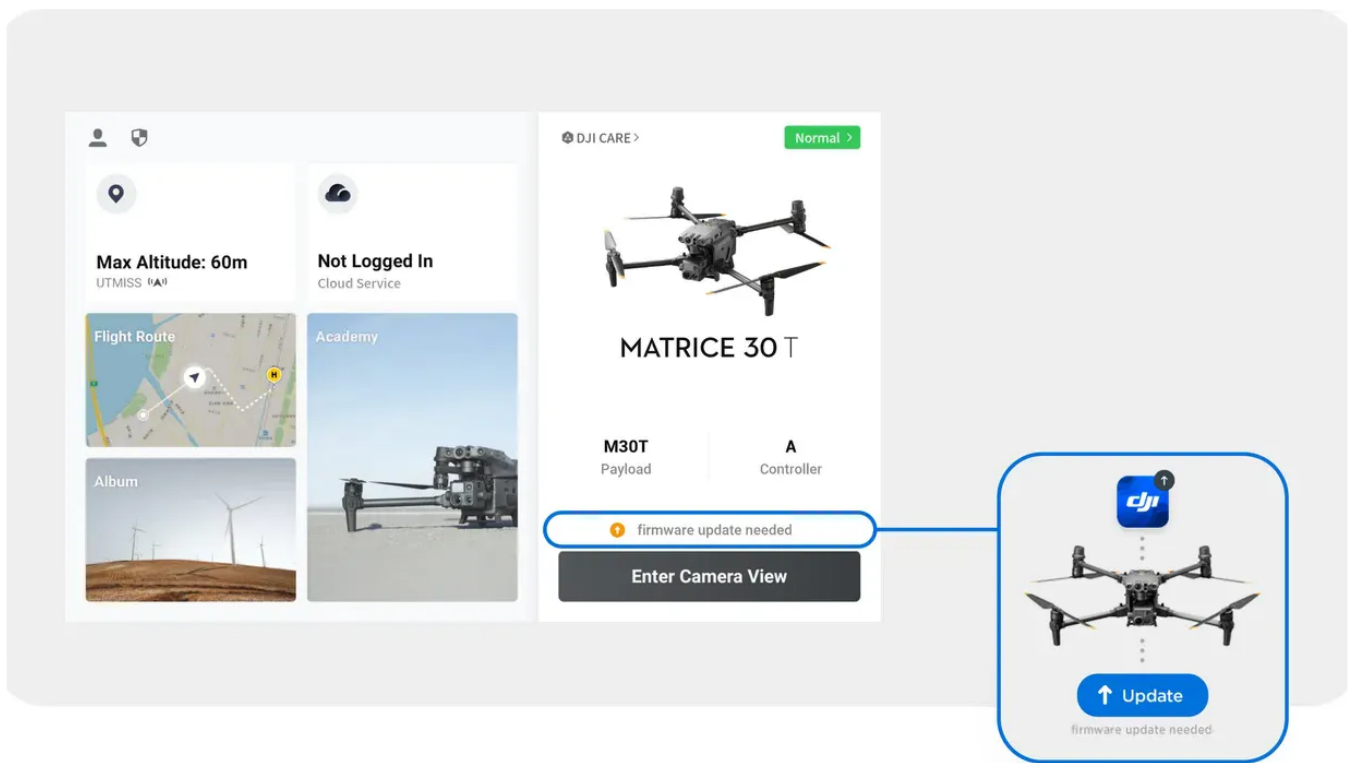 DJI CARE >
Normal >
Max Altitude: 60m
UTMISS
Not Logged In
Cloud Service
Flight Route
H
Academy
Album
MATRICE 30 T
M30T
Payload
A
Controller
firmware update needed
Enter Camera View
dji
Update
firmware update needed